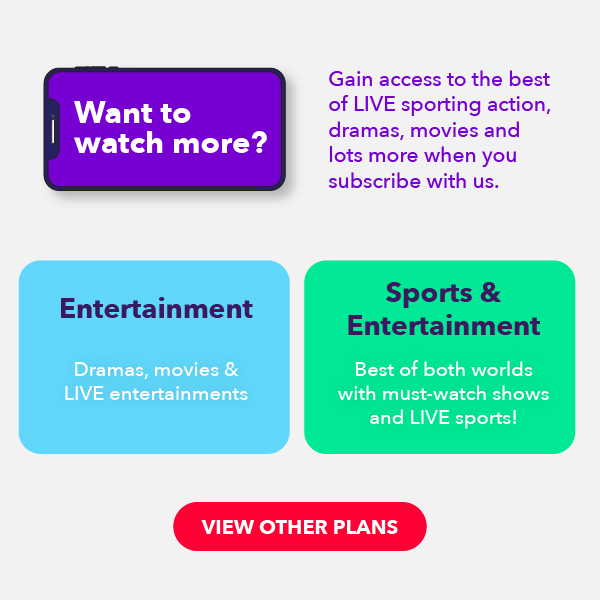 Want to
watch more?
Gain access to the best
of LIVE sporting action,
dramas, movies and
lots more when you
subscribe with us.
Entertainment
Dramas, movies &
LIVE entertainments
Sports &
Entertainment
Best of both worlds
with must-watch shows
and LIVE sports!
VIEW OTHER PLANS